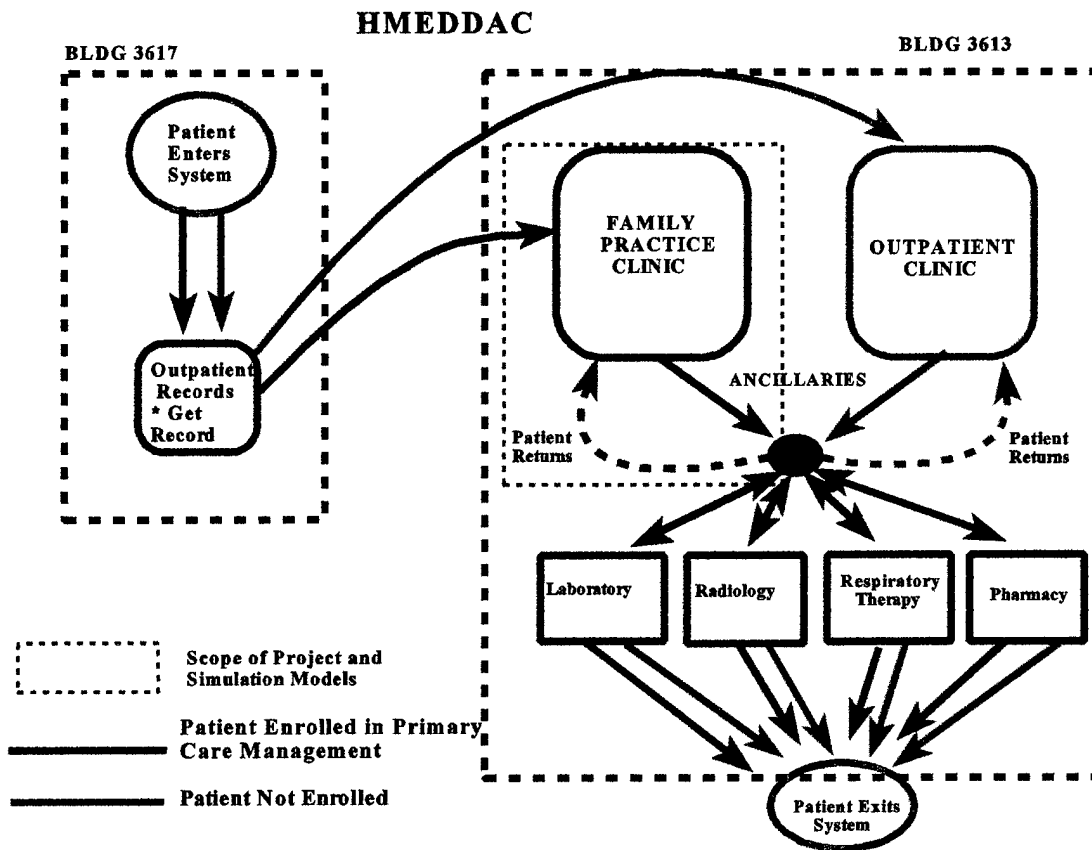 HMEDDAC
BLDG 3617
BLDG 3613
Patient
Enters
System
FAMILY
PRACTICE
CLINIC
OUTPATIENT
CLINIC
Outpatient
Records
* Get
Record
ANCILLARIES
Patient
Returns
Patient
Returns
Laboratory
Radiology
Respiratory
Therapy
Pharmacy
Scope of Project and
Simulation Models
Patient Enrolled in Primary
Care Management
Patient Not Enrolled
Patient Exits
System